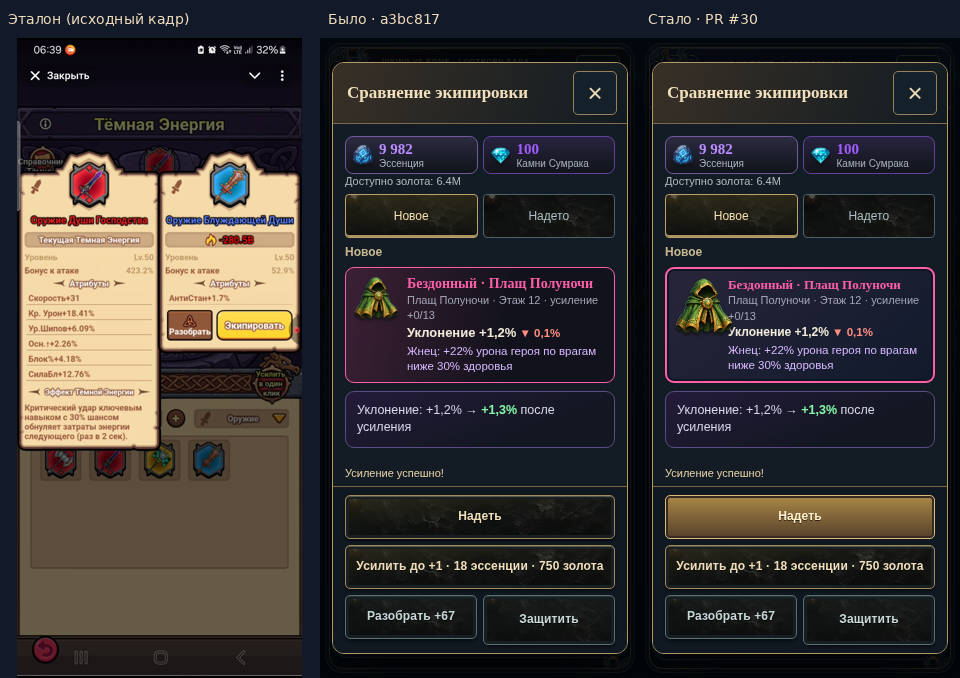 Эталон (исходный кадр)
Было · a3bc817
Стало · PR #30
06:39
32%
Закрыть
Тёмная Энергия
Справочник
Оружие Души Господства
Текущая Тёмная Энергия
Уровень Lv.50
Бонус к атаке 423.2%
Атрибуты
Скорость+31
Кр. Урон+18.41%
Ур.Шипов+6.09%
Осн.↑+2.26%
Блок%+4.18%
СилаБл+12.76%
Эффект Тёмной Энергии
Критический удар ключевым
навыком с 30% шансом
обнуляет затраты энергии
следующего (раз в 2 сек).
Оружие Блуждающей Души
-280.5B
Уровень Lv.50
Бонус к атаке 52.9%
Атрибуты
АнтиСтан+1.7%
Разобрать
Экипировать
Усилить
в один
клик
Оружие
Сравнение экипировки
9 982
Эссенция
100
Камни Сумрака
Доступно золота: 6.4M
Новое
Надето
Новое
Бездонный · Плащ Полуночи
Плащ Полуночи · Этаж 12 · усиление
+0/13
Уклонение +1,2% ▼ 0,1%
Жнец: +22% урона героя по врагам
ниже 30% здоровья
Уклонение: +1,2% → +1,3% после
усиления
Усиление успешно!
Надеть
Усилить до +1 · 18 эссенции · 750 золота
Разобрать +67
Защитить
Сравнение экипировки
9 982
Эссенция
100
Камни Сумрака
Доступно золота: 6.4M
Новое
Надето
Новое
Бездонный · Плащ Полуночи
Плащ Полуночи · Этаж 12 · усиление
+0/13
Уклонение +1,2% ▼ 0,1%
Жнец: +22% урона героя по врагам
ниже 30% здоровья
Уклонение: +1,2% → +1,3% после
усиления
Усиление успешно!
Надеть
Усилить до +1 · 18 эссенции · 750 золота
Разобрать +67
Защитить